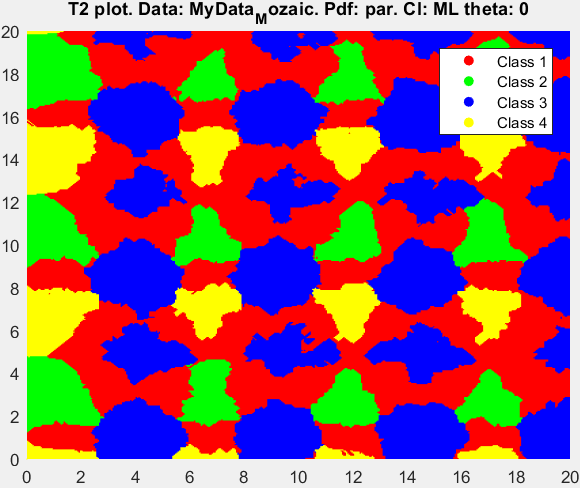 T2 plot. Data: MyData_Mozaic. Pdf: par. Cl: ML theta: 0
20
18
16
14
12
10
8
6
4
2
0
Class 1
Class 2
Class 3
Class 4
0 2 4 6 8 10 12 14 16 18 20